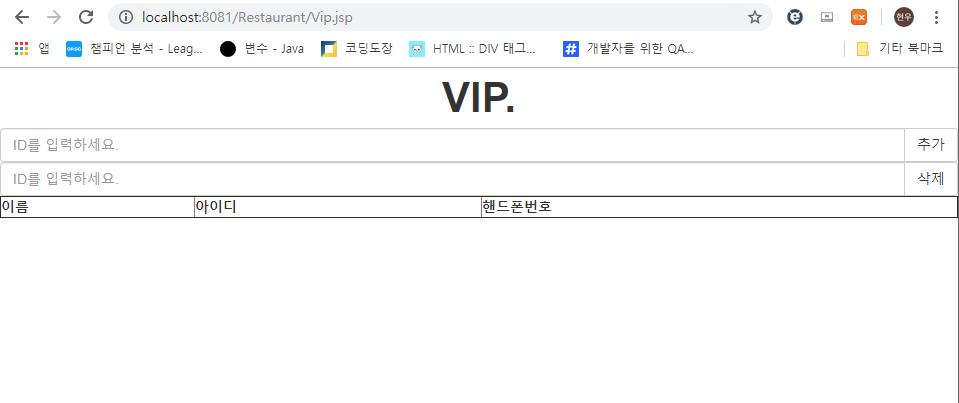 localhost:8081/Restaurant/Vip.jsp
현우
앱 OP.GG 챔피언 분석 - Leag... 변수 - Java 코딩도장 HTML :: DIV 태그... 개발자를 위한 QA... 기타 북마크
VIP.
ID를 입력하세요. 추가
ID를 입력하세요. 삭제
이름 아이디 핸드폰번호